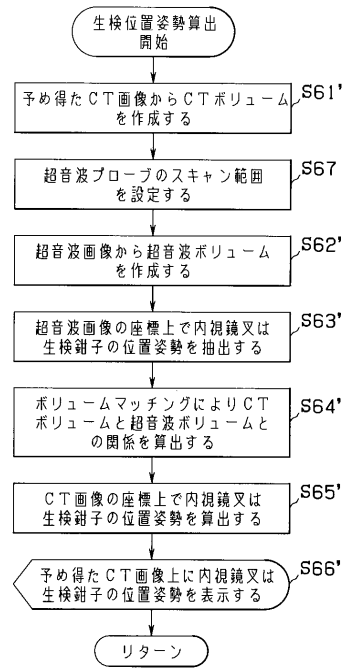 生検位置姿勢算出
開始
予め得たCT画像からCTボリューム
を作成する
S61'
超音波プローブのスキャン範囲
を設定する
S67
超音波画像から超音波ボリューム
を作成する
S62'
超音波画像の座標上で内視鏡又は
生検鉗子の位置姿勢を抽出する
S63'
ボリュームマッチングによりCT
ボリュームと超音波ボリュームと
の関係を算出する
S64'
CT画像の座標上で内視鏡又は
生検鉗子の位置姿勢を算出する
S65'
予め得たCT画像上に内視鏡又は
生検鉗子の位置姿勢を表示する
S66'
リターン